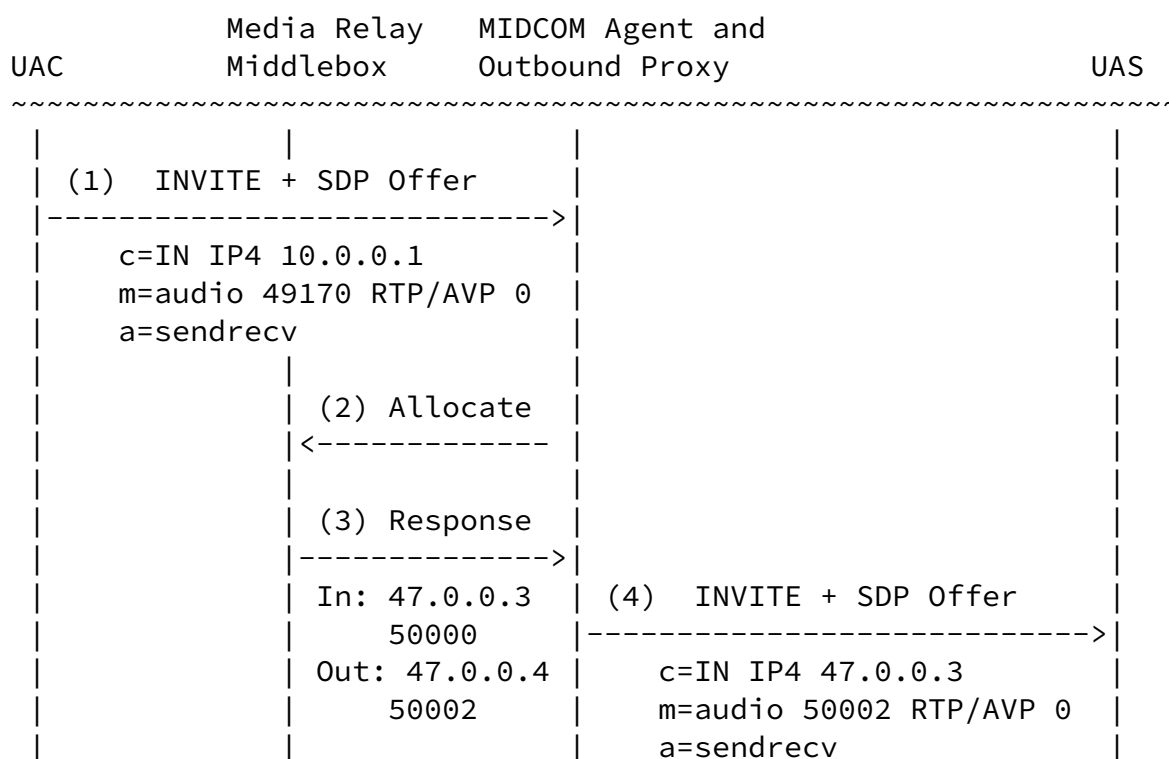 Media Relay MIDCOM Agent and
UAC Middlebox Outbound Proxy UAS
(1) INVITE + SDP Offer
c=IN IP4 10.0.0.1
m=audio 49170 RTP/AVP 0
a=sendrecv
(2) Allocate
(3) Response
In: 47.0.0.3 (4) INVITE + SDP Offer
50000
Out: 47.0.0.4 c=IN IP4 47.0.0.3
50002 m=audio 50002 RTP/AVP 0
a=sendrecv